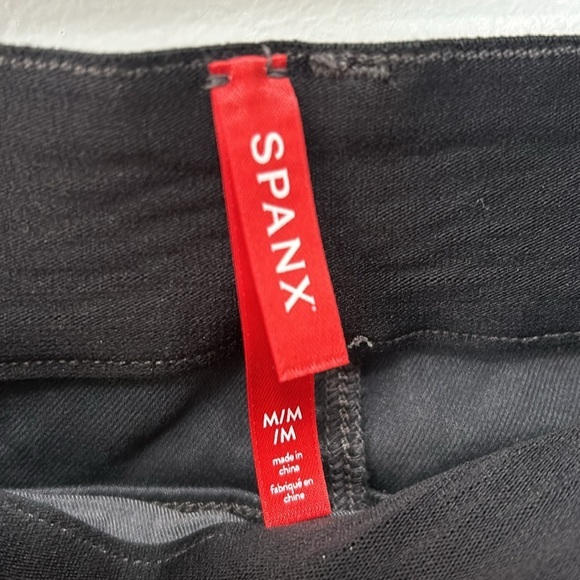 SPANX
M/M
/M
made in
china
fabriqué en
chine